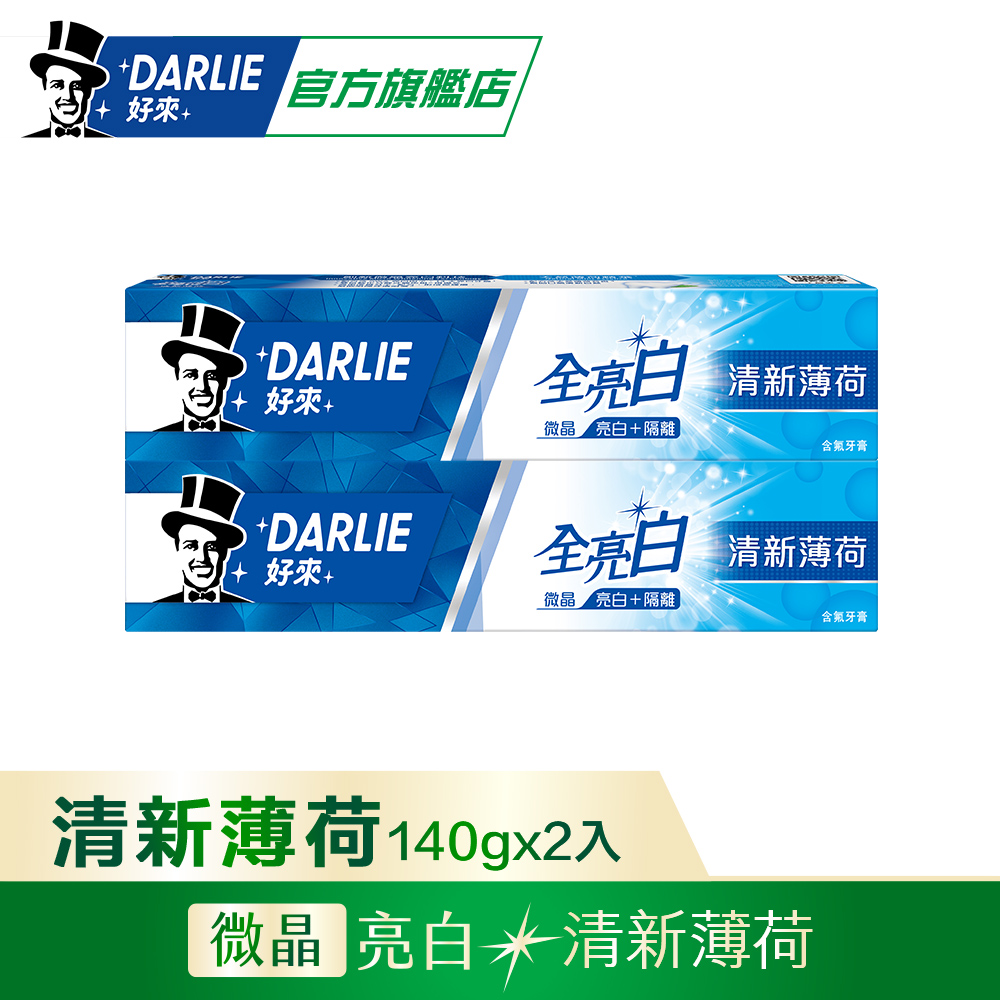 DARLIE
好來
官方旗艦店
DARLIE
DARLIE
好來
全亮白
微晶 亮白+隔離
清新薄荷
含氟牙膏
DARLIE
好來
全亮白
微晶 亮白+隔離
清新薄荷
含氟牙膏
清新薄荷140gx2入
微晶 亮白 清新薄荷